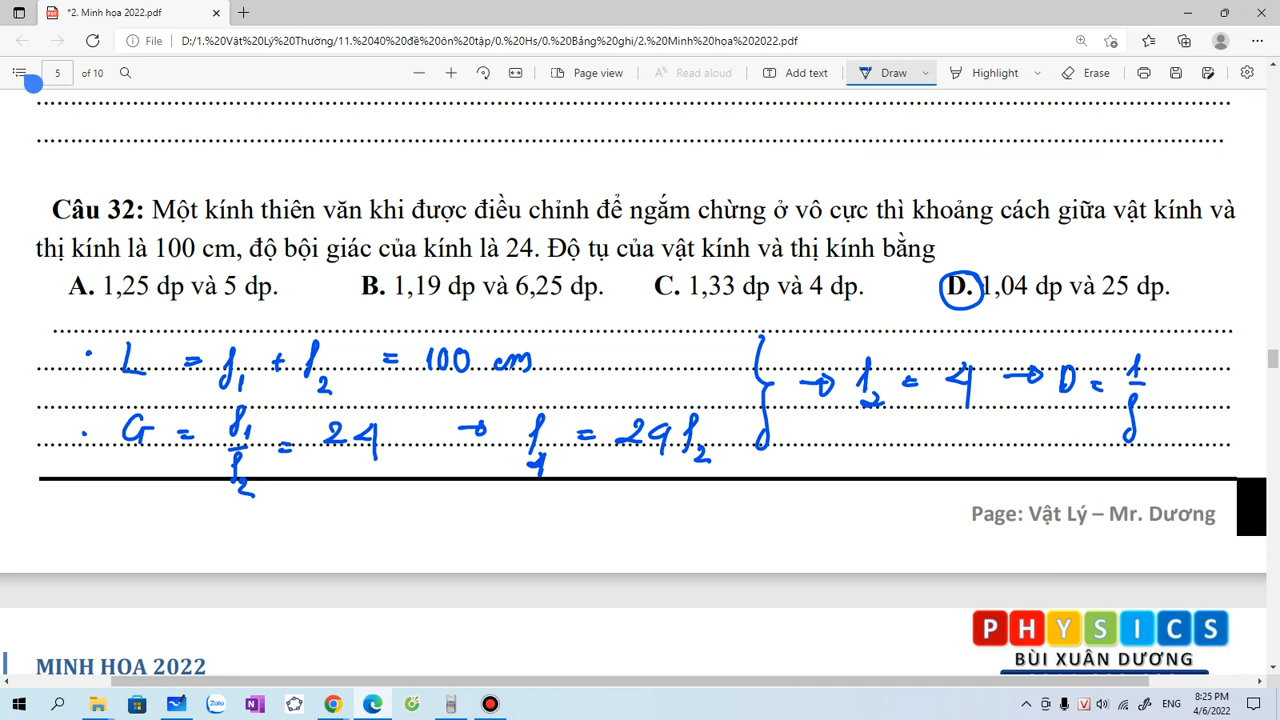 *2. Minh họa 2022.pdf
File D:/1.%20Vật%20Lý%20Thường/11.%2040%20đề%20ôn%20tập/0.%20Hs/0.%20Bảng%20ghi/2.%20Minh%20họa%202022.pdf
5 of 10 Page view Read aloud Add text Draw Highlight Erase
Câu 32: Một kính thiên văn khi được điều chỉnh để ngắm chừng ở vô cực thì khoảng cách giữa vật kính và
thị kính là 100 cm, độ bội giác của kính là 24. Độ tụ của vật kính và thị kính bằng
A. 1,25 dp và 5 dp. B. 1,19 dp và 6,25 dp. C. 1,33 dp và 4 dp. D. 1,04 dp và 25 dp.
. L = f1 + f2 = 100 cm
. G = f1/f2 = 24 → f1 = 24 f2 } → f2 = 4 → D = 1/f
Page: Vật Lý – Mr. Dương
PHYSICS
BÙI XUÂN DƯƠNG
MINH HỌA 2022
Zalo
ENG
8:25 PM
4/6/2022